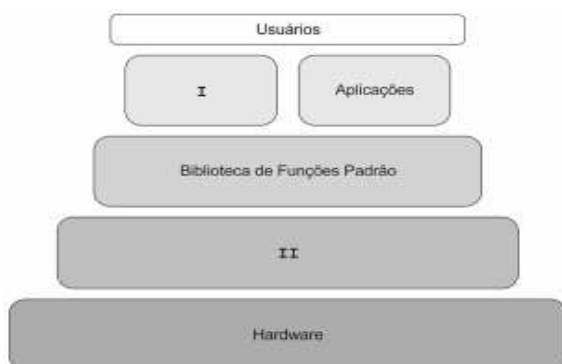 Usuários
I
Aplicações
Biblioteca de Funções Padrão
II
Hardware